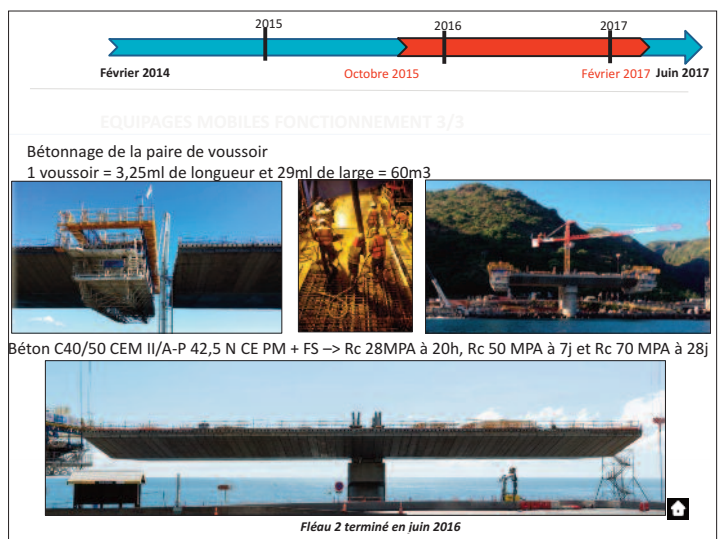 2015
2016
2017
Février 2014
Octobre 2015
Février 2017
Juin 2017
EQUIPAGES MOBILES FONCTIONNEMENT 3/3
Bétonnage de la paire de voussoir
1 voussoir = 3,25ml de longueur et 29ml de large = 60m3
Béton C40/50 CEM II/A-P 42,5 N CE PM + FS –> Rc 28MPA à 20h, Rc 50 MPA à 7j et Rc 70 MPA à 28j
Fléau 2 terminé en juin 2016